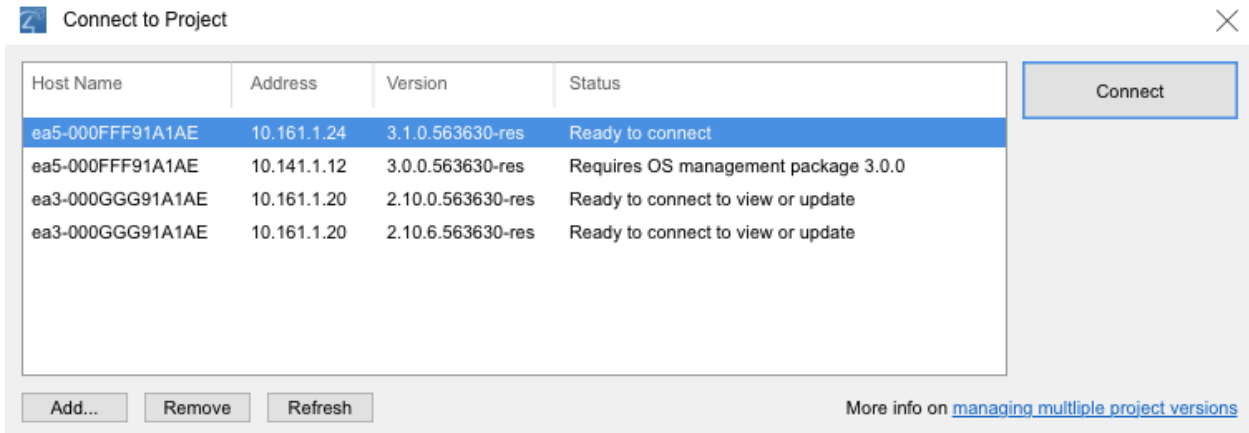 Connect to Project
Host Name Address Version Status
Connect
ea5-000FFF91A1AE 10.161.1.24 3.1.0.563630-res Ready to connect
ea5-000FFF91A1AE 10.141.1.12 3.0.0.563630-res Requires OS management package 3.0.0
ea3-000GGG91A1AE 10.161.1.20 2.10.0.563630-res Ready to connect to view or update
ea3-000GGG91A1AE 10.161.1.20 2.10.6.563630-res Ready to connect to view or update
Add... Remove Refresh More info on managing multliple project versions